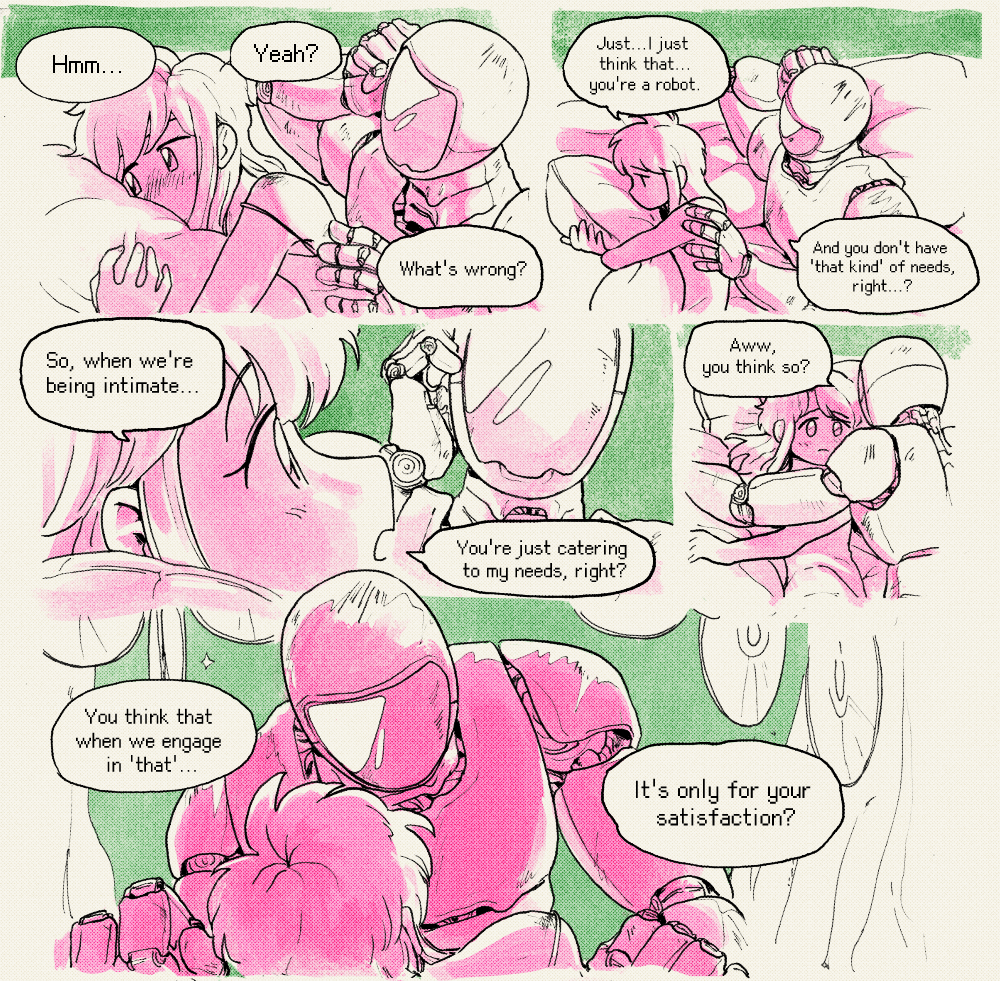 Hmm...
Yeah?
What's wrong?
Just...I just
think that...
you're a robot.
And you don't have
'that kind' of needs,
right...?
So, when we're
being intimate...
You're just catering
to my needs, right?
Aww,
you think so?
You think that
when we engage
in 'that'...
It's only for your
satisfaction?